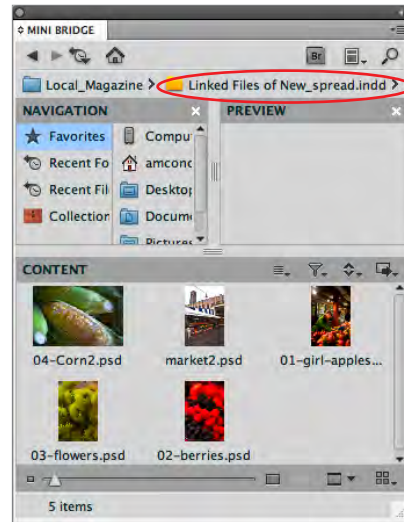 MINI BRIDGE
Br
Local_Magazine > Linked Files of New_spread.indd >
NAVIGATION × PREVIEW ×
Favorites
Recent Fo
Recent Fil
Collection
Compu
amconc
Desktop
Docum
Pictures
CONTENT
04-Corn2.psd market2.psd 01-girl-apples...
03-flowers.psd 02-berries.psd
5 items